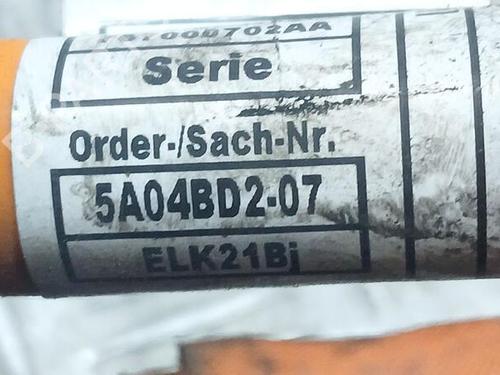 Serie
Order-/Sach-Nr.
5A04BD2-07
ELK21Bj